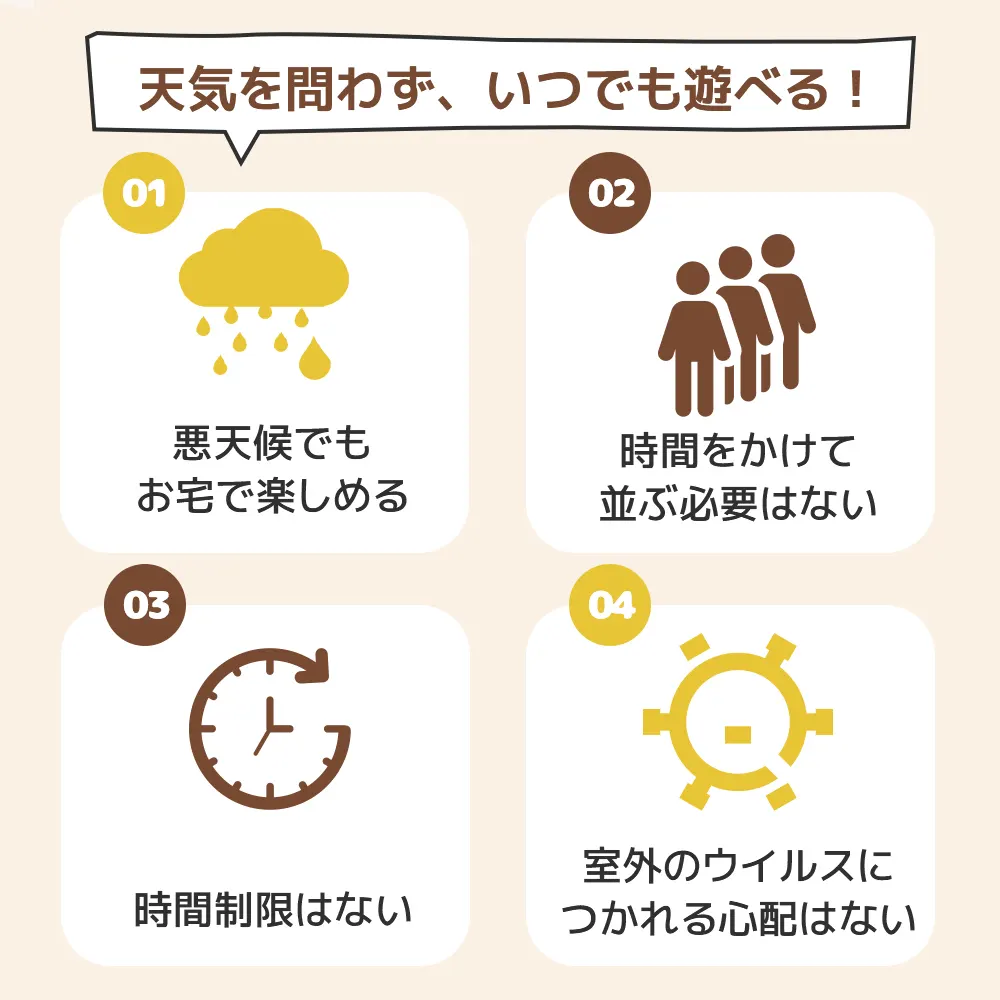 天気を問わず、いつでも遊べる！
01
悪天候でも
お宅で楽しめる
02
時間をかけて
並ぶ必要はない
03
時間制限はない
04
室外のウイルスに
つかれる心配はない